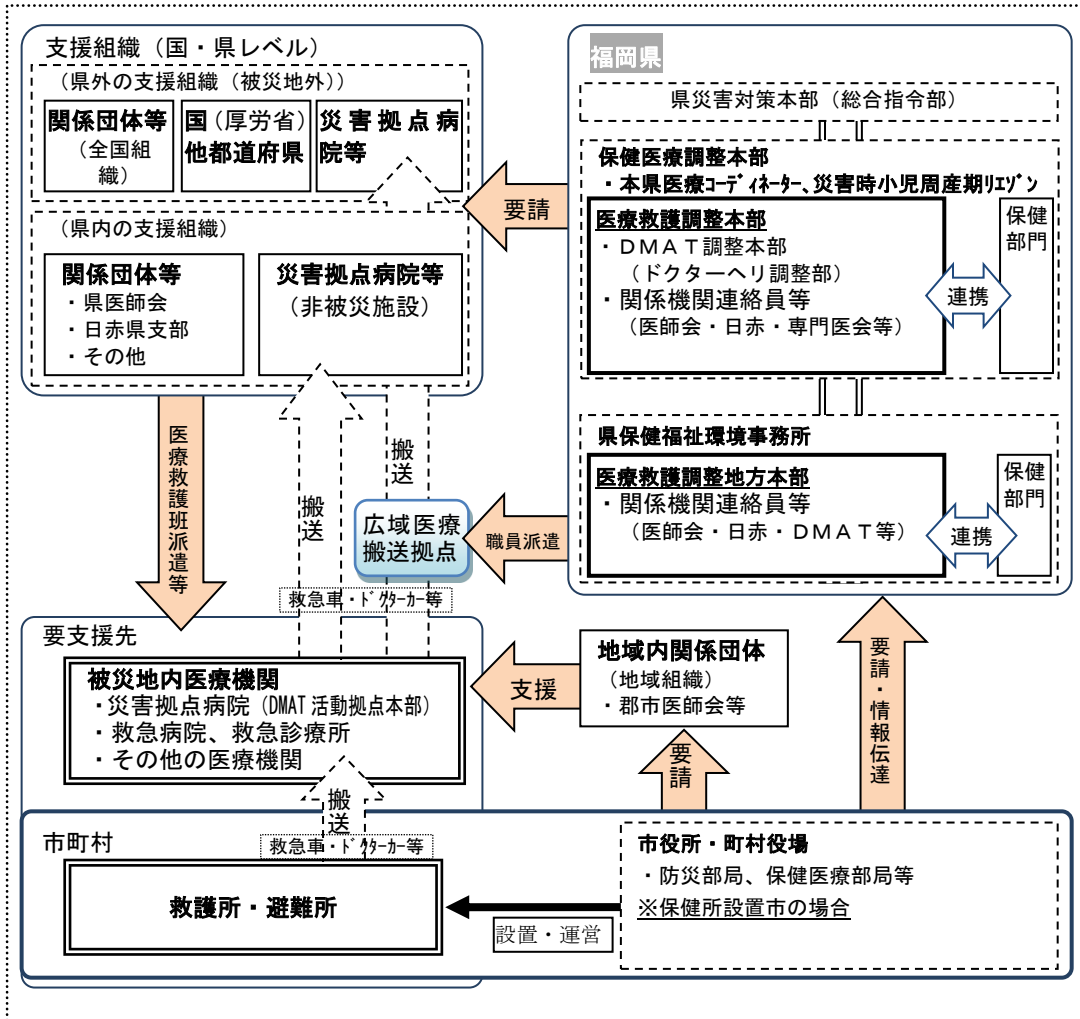 支援組織（国・県レベル）
（県外の支援組織（被災地外））
関係団体等
（全国組
織）
国（厚労省）
他都道府県
災害拠点病
院等
（県内の支援組織）
関係団体等
・県医師会
・日赤県支部
・その他
災害拠点病院等
（非被災施設）
要請
福岡県
県災害対策本部（総合指令部）
保健医療調整本部
・本県医療ｺｰﾃﾞｨﾈｰﾀｰ、災害時小児周産期ﾘｴｿﾞﾝ
医療救護調整本部
・ＤＭＡＴ調整本部
（ドクターヘリ調整部）
・関係機関連絡員等
（医師会・日赤・専門医会等）
連携
保健
部門
県保健福祉環境事務所
医療救護調整地方本部
・関係機関連絡員等
（医師会・日赤・ＤＭＡＴ等）
連携
保健
部門
医療救護班派遣等
搬送
搬送
広域医療
搬送拠点
職員派遣
救急車・ﾄﾞｸﾀｰｶｰ等
要支援先
被災地内医療機関
・災害拠点病院（DMAT 活動拠点本部）
・救急病院、救急診療所
・その他の医療機関
支援
地域内関係団体
（地域組織）
・郡市医師会等
要請
要請・情報伝達
搬送
救急車・ﾄﾞｸﾀｰｶｰ等
市町村
救護所・避難所
設置・運営
市役所・町村役場
・防災部局、保健医療部局等
※保健所設置市の場合